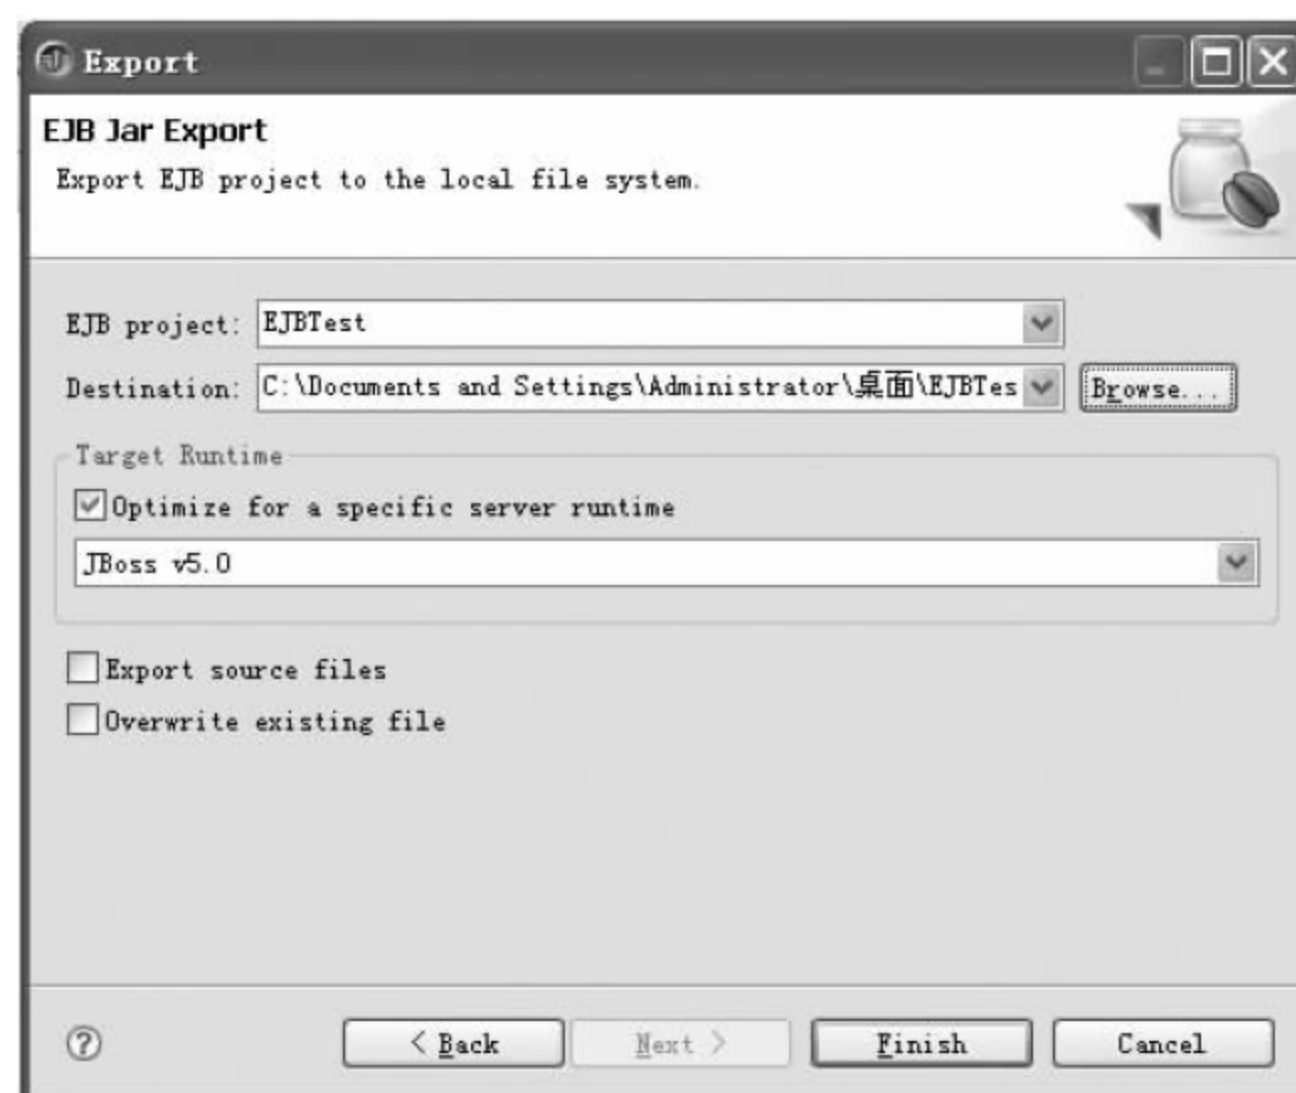 Export
EJB Jar Export
Export EJB project to the local file system.
EJB project: EJBTest
Destination: C:\Documents and Settings\Administrator\桌面\EJBTes Browse...
Target Runtime
Optimize for a specific server runtime
JBoss v5.0
Export source files
Overwrite existing file
? < Back Next > Finish Cancel